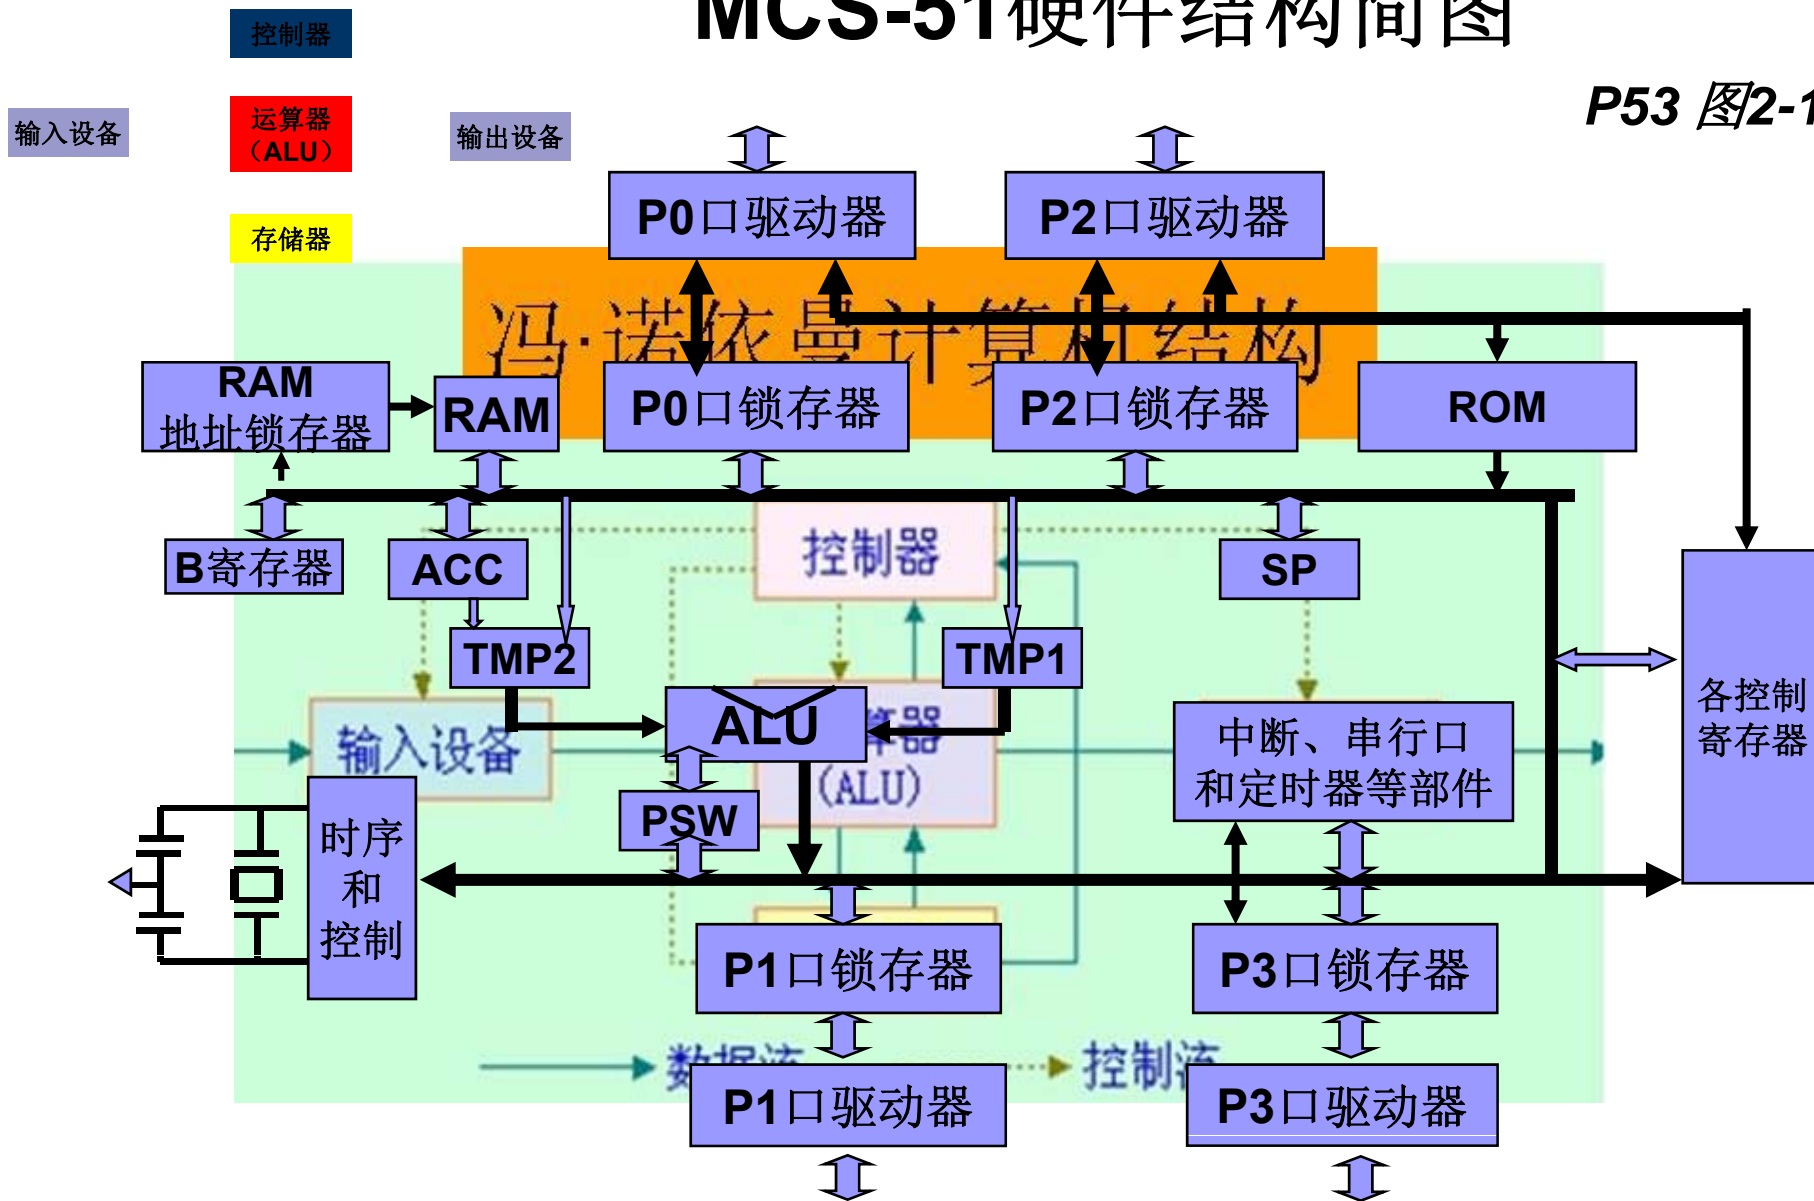 MCS-51硬件结构简图
控制器
P53 图2-1
输入设备
运算器
（ALU）
输出设备
存储器
P0口驱动器
P2口驱动器
冯·诺依曼计算机结构
RAM
地址锁存器
RAM
P0口锁存器
P2口锁存器
ROM
B寄存器
ACC
控制器
SP
TMP2
TMP1
ALU
算器
(ALU)
输入设备
中断、串行口
和定时器等部件
各控制
寄存器
PSW
时序
和
控制
P1口锁存器
P3口锁存器
数据流
控制流
P1口驱动器
P3口驱动器